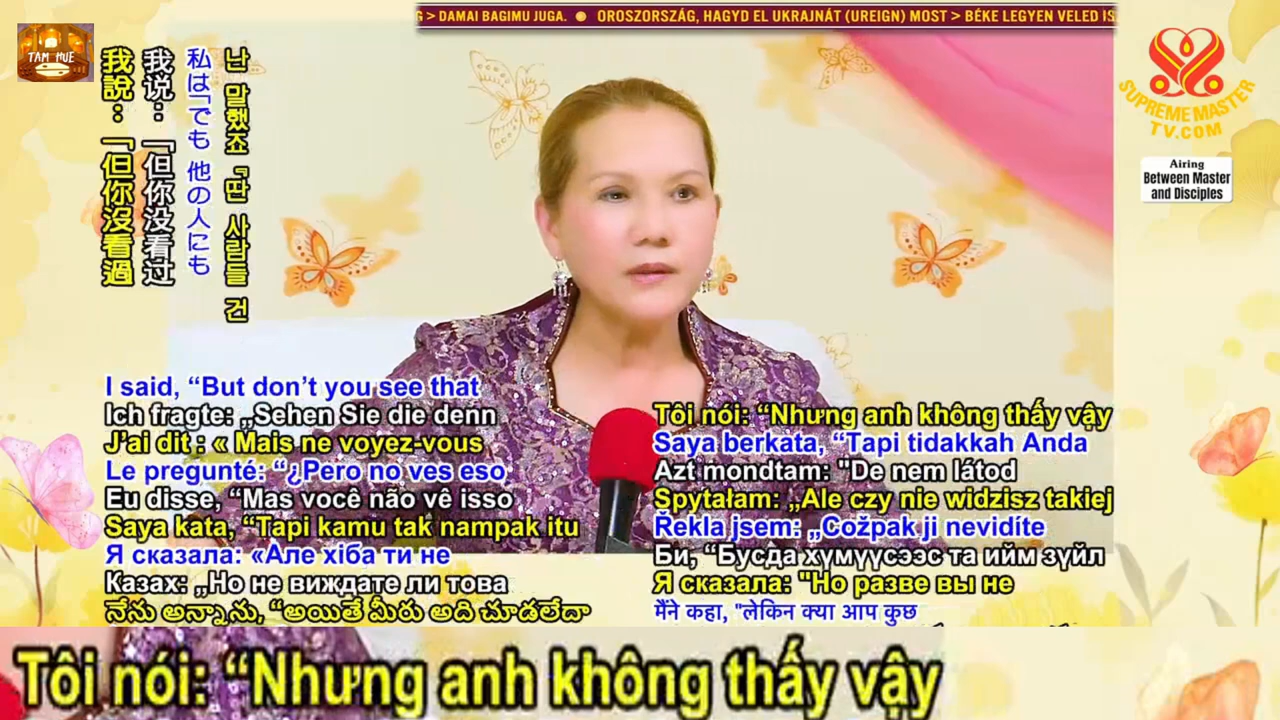 G > DAMAI BAGIMU JUGA. ● OROSZORSZÁG, HAGYD EL UKRAJNÁT (UREIGN) MOST > BÉKE LEGYEN VELED IS
TAM HUE
SUPREME MASTER
TV.COM
Airing
Between Master
and Disciples
난 말했죠 『딴 사람들 건
私は「でも 他の人にも
我说：「但你没看过
我說：「但你沒看過
I said, “But don’t you see that
Ich fragte: „Sehen Sie die denn
J’ai dit : « Mais ne voyez-vous
Le pregunté: “¿Pero no ves eso
Eu disse, “Mas você não vê isso
Saya kata, “Tapi kamu tak nampak itu
Я сказала: «Але хіба ти не
Казах: „Но не виждате ли това
నేను అన్నాను, “అయితే మీరు అది చూడలేదా
Tôi nói: “Nhưng anh không thấy vậy
Saya berkata, “Tapi tidakkah Anda
Azt mondtam: "De nem látod
Spytałam: „Ale czy nie widzisz takiej
Řekla jsem: „Cožpak ji nevidíte
Би, “Бусда хүмүүсээс та ийм зүйл
Я сказала: "Но разве вы не
मैंने कहा, "लेकिन क्या आप कुछ
Tôi nói: “Nhưng anh không thấy vậy